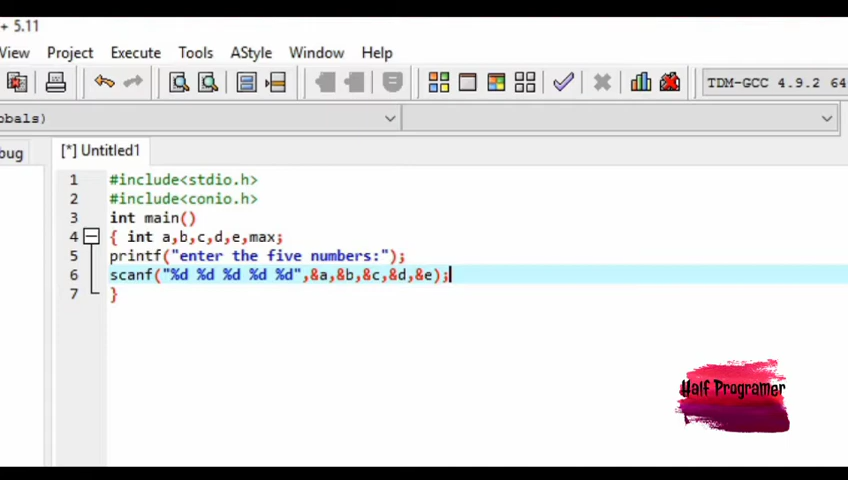 + 5.11
View Project Execute Tools AStyle Window Help
TDM-GCC 4.9.2 64
obals)
bug [*] Untitled1
1 #include<stdio.h>
2 #include<conio.h>
3 int main()
4 { int a,b,c,d,e,max;
5 printf("enter the five numbers:");
6 scanf("%d %d %d %d %d",&a,&b,&c,&d,&e);
7 }
Half Programer